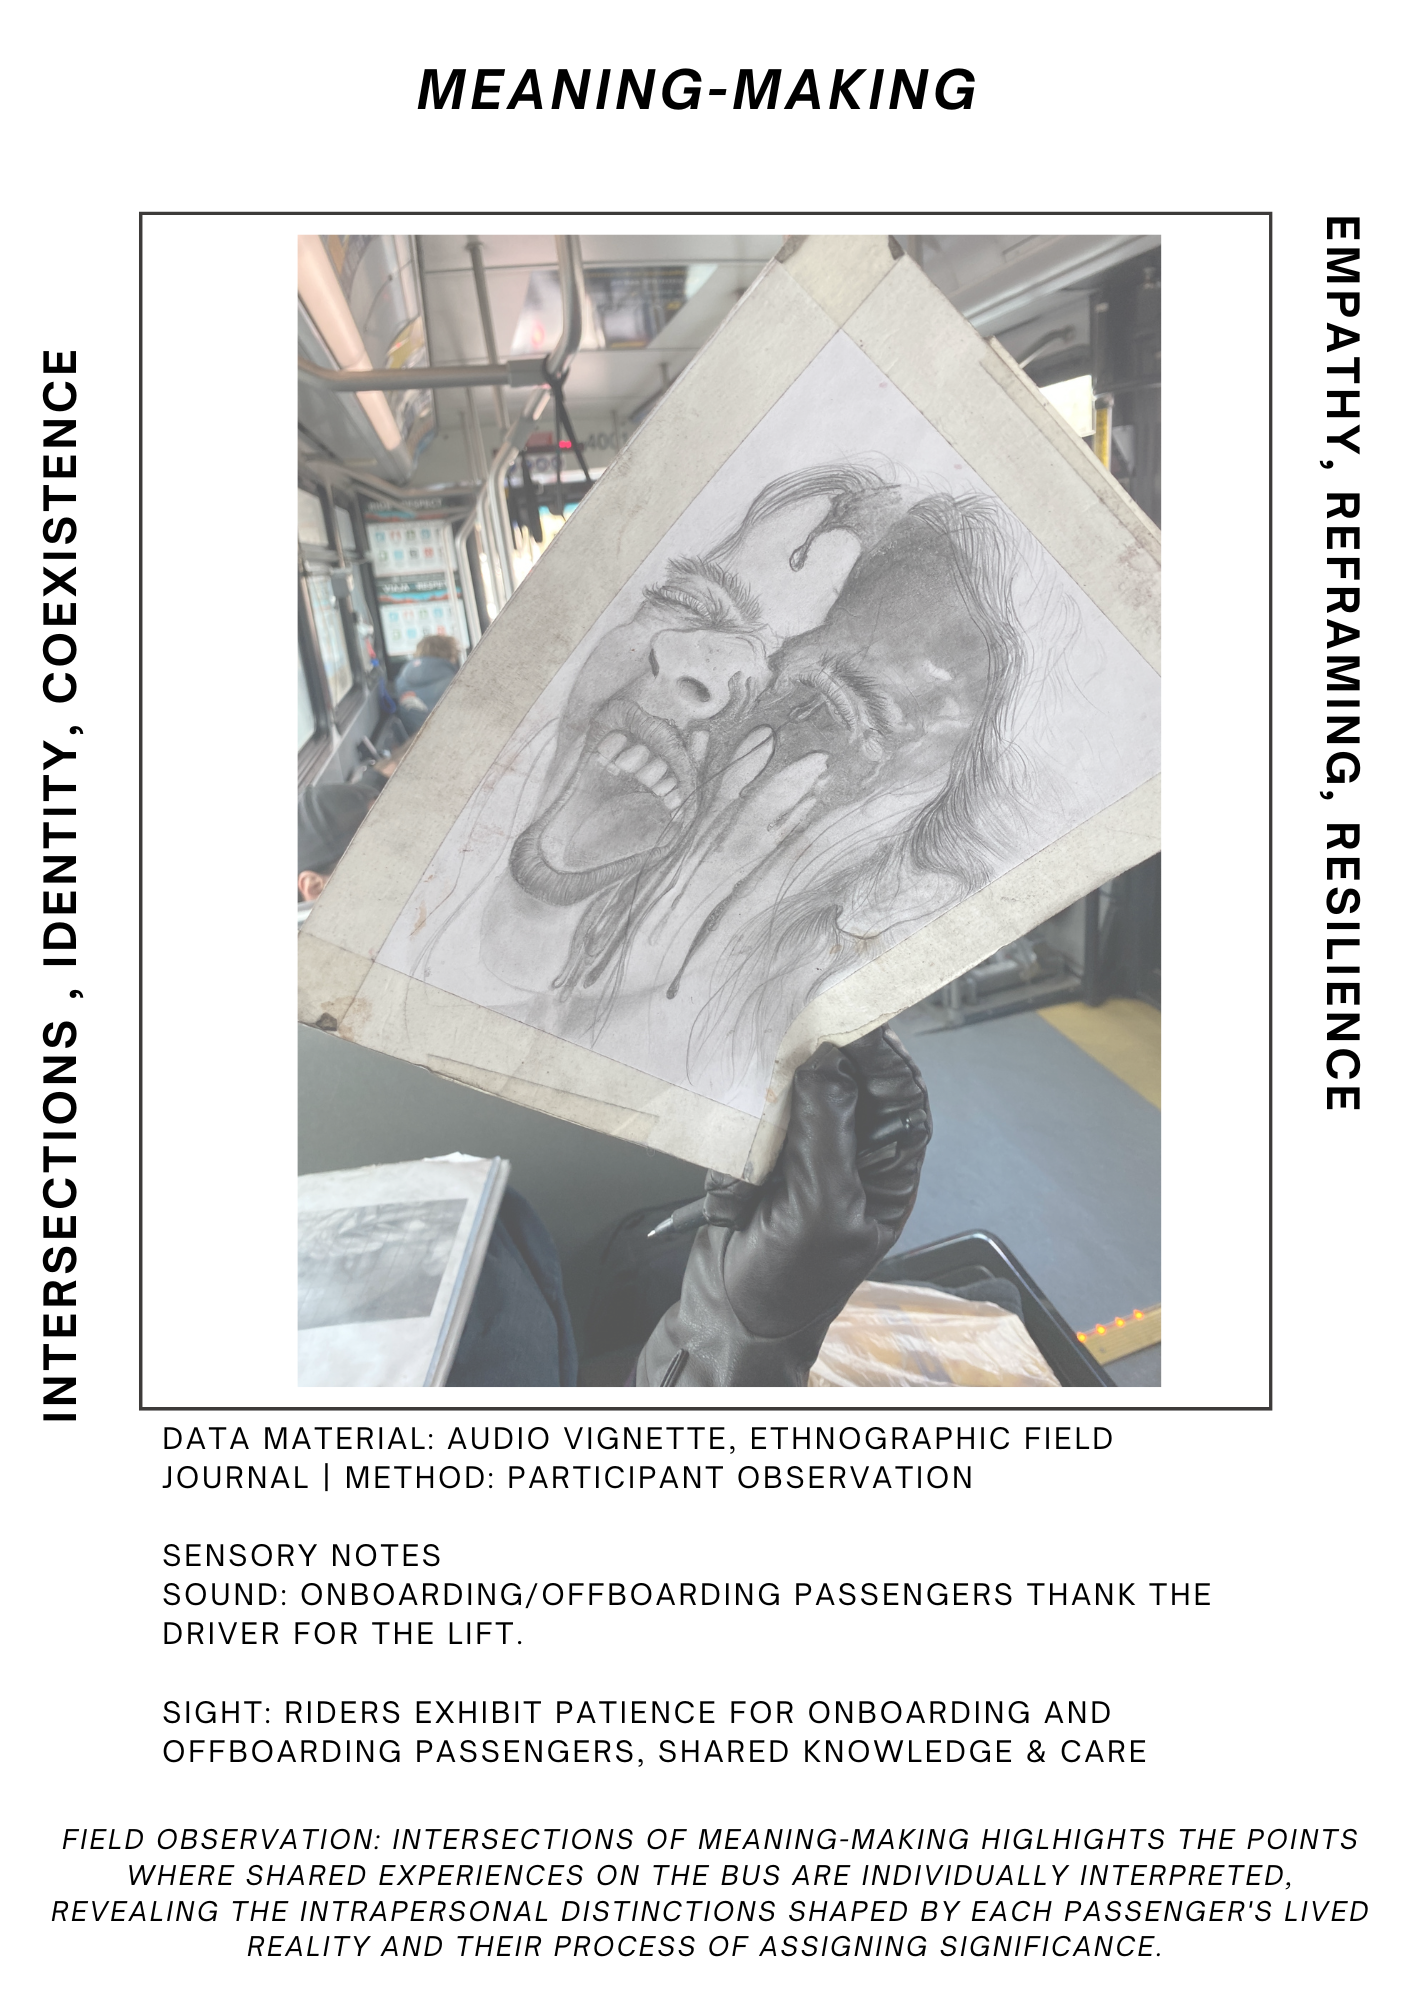 MEANING-MAKING
INTERSECTIONS , IDENTITY, COEXISTENCE
EMPATHY, REFRAMING, RESILIENCE
400
DATA MATERIAL: AUDIO VIGNETTE, ETHNOGRAPHIC FIELD
JOURNAL | METHOD: PARTICIPANT OBSERVATION
SENSORY NOTES
SOUND: ONBOARDING/OFFBOARDING PASSENGERS THANK THE
DRIVER FOR THE LIFT.
SIGHT: RIDERS EXHIBIT PATIENCE FOR ONBOARDING AND
OFFBOARDING PASSENGERS, SHARED KNOWLEDGE & CARE
FIELD OBSERVATION: INTERSECTIONS OF MEANING-MAKING HIGLHIGHTS THE POINTS
WHERE SHARED EXPERIENCES ON THE BUS ARE INDIVIDUALLY INTERPRETED,
REVEALING THE INTRAPERSONAL DISTINCTIONS SHAPED BY EACH PASSENGER'S LIVED
REALITY AND THEIR PROCESS OF ASSIGNING SIGNIFICANCE.